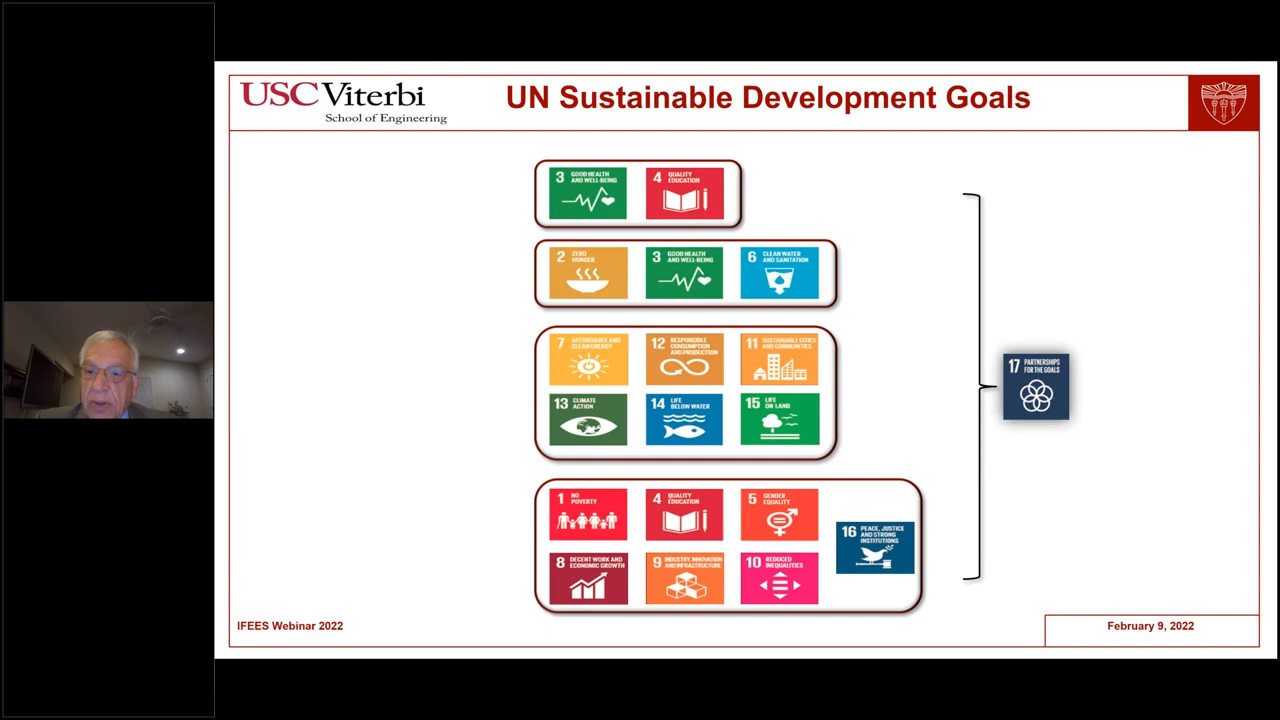 USC Viterbi
School of Engineering
UN Sustainable Development Goals
3 GOOD HEALTH
AND WELL-BEING
4 QUALITY
EDUCATION
2 ZERO
HUNGER
3 GOOD HEALTH
AND WELL-BEING
6 CLEAN WATER
AND SANITATION
7 AFFORDABLE AND
CLEAN ENERGY
12 RESPONSIBLE
CONSUMPTION
AND PRODUCTION
11 SUSTAINABLE CITIES
AND COMMUNITIES
13 CLIMATE
ACTION
14 LIFE
BELOW WATER
15 LIFE
ON LAND
17 PARTNERSHIPS
FOR THE GOALS
1 NO
POVERTY
4 QUALITY
EDUCATION
5 GENDER
EQUALITY
16 PEACE, JUSTICE
AND STRONG
INSTITUTIONS
8 DECENT WORK AND
ECONOMIC GROWTH
9 INDUSTRY, INNOVATION
AND INFRASTRUCTURE
10 REDUCED
INEQUALITIES
IFEES Webinar 2022
February 9, 2022